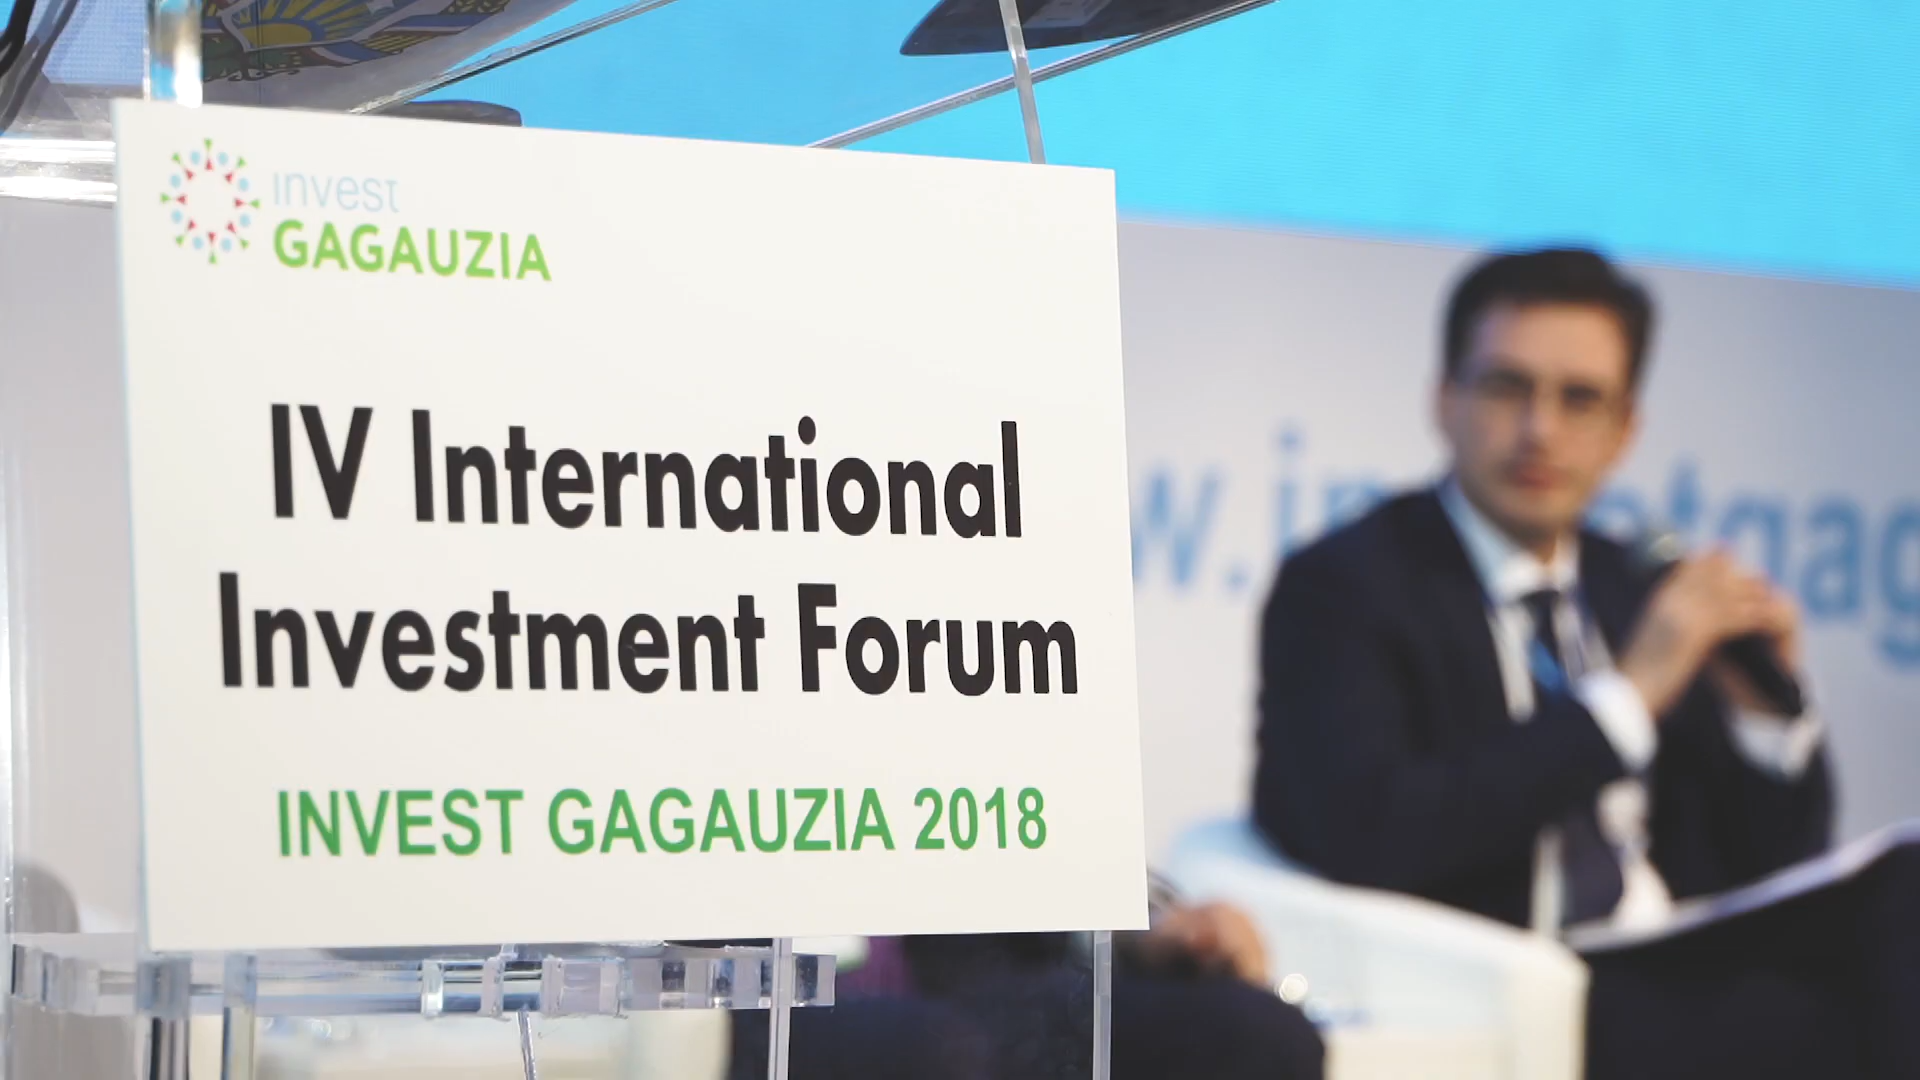 invest
GAGAUZIA
IV International
Investment Forum
INVEST GAGAUZIA 2018